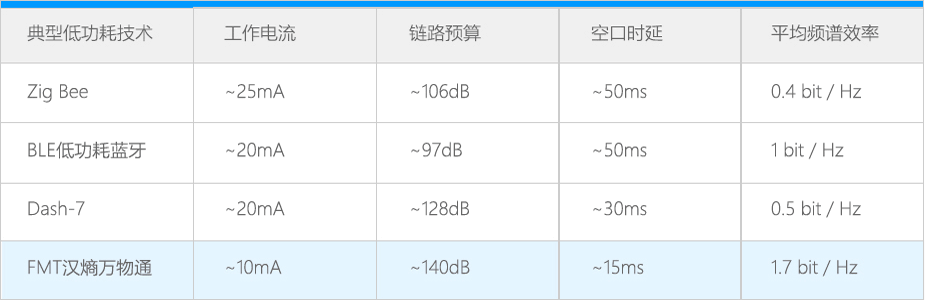 典型低功耗技术 工作电流 链路预算 空口时延 平均频谱效率
Zig Bee ~25mA ~106dB ~50ms 0.4 bit / Hz
BLE低功耗蓝牙 ~20mA ~97dB ~50ms 1 bit / Hz
Dash-7 ~20mA ~128dB ~30ms 0.5 bit / Hz
FMT汉熵万物通 ~10mA ~140dB ~15ms 1.7 bit / Hz